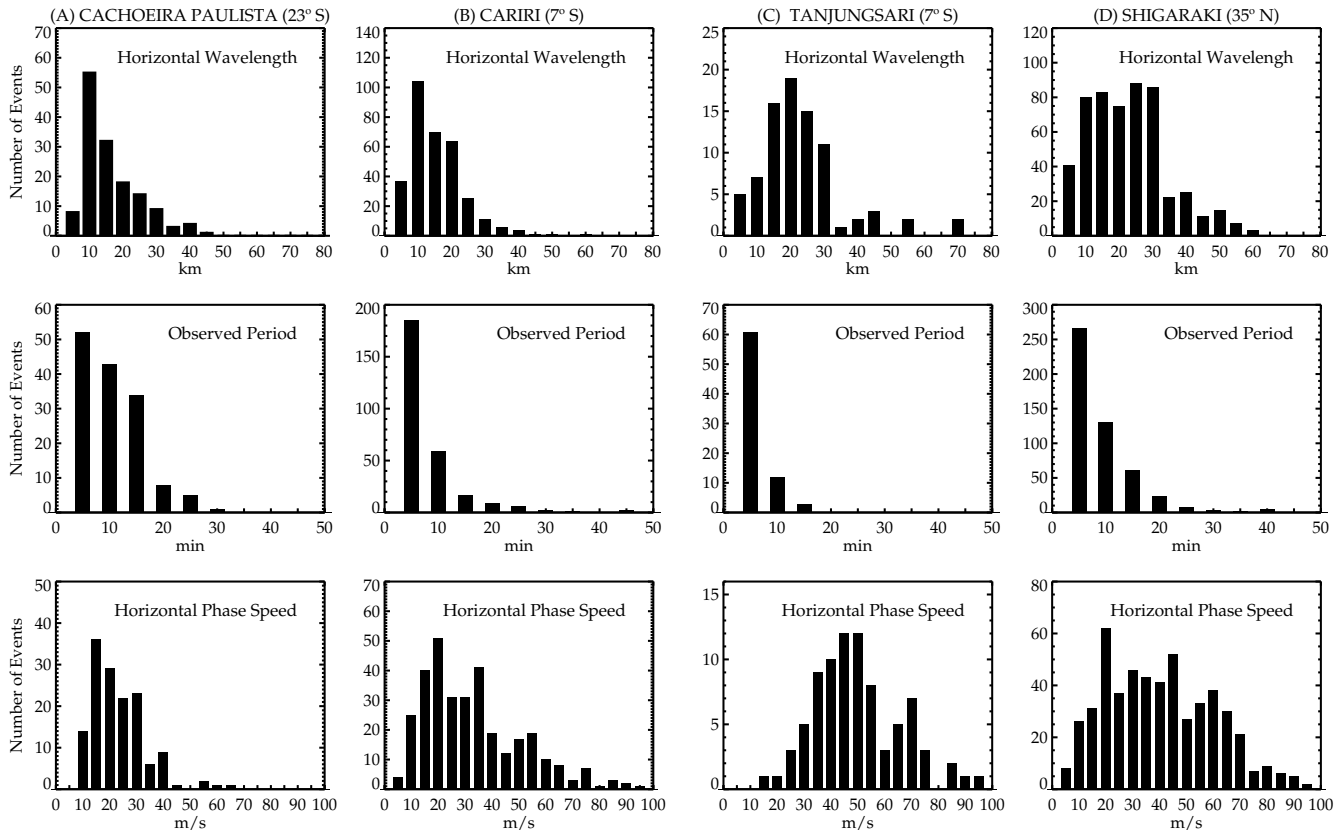 (A) CACHOEIRA PAULISTA (23º S)
(B) CARIRI (7º S)
(C) TANJUNGSARI (7º S)
(D) SHIGARAKI (35º N)
Number of Events
70
60
50
40
30
20
10
0
Horizontal Wavelength
0 10 20 30 40 50 60 70 80
km
140
120
100
80
60
40
20
0
Horizontal Wavelength
0 10 20 30 40 50 60 70 80
km
25
20
15
10
5
0
Horizontal Wavelength
0 10 20 30 40 50 60 70 80
km
120
100
80
60
40
20
0
Horizontal Wavelengh
0 10 20 30 40 50 60 70 80
km
Number of Events
60
50
40
30
20
10
0
Observed Period
0 10 20 30 40 50
min
200
150
100
50
0
Observed Period
0 10 20 30 40 50
min
70
60
50
40
30
20
10
0
Observed Period
0 10 20 30 40 50
min
300
250
200
150
100
50
0
Observed Period
0 10 20 30 40 50
min
Number of Events
50
40
30
20
10
0
Horizontal Phase Speed
0 10 20 30 40 50 60 70 80 90 100
m/s
70
60
50
40
30
20
10
0
Horizontal Phase Speed
0 10 20 30 40 50 60 70 80 90 100
m/s
15
10
5
0
Horizontal Phase Speed
0 10 20 30 40 50 60 70 80 90 100
m/s
80
60
40
20
0
Horizontal Phase Speed
0 10 20 30 40 50 60 70 80 90 100
m/s